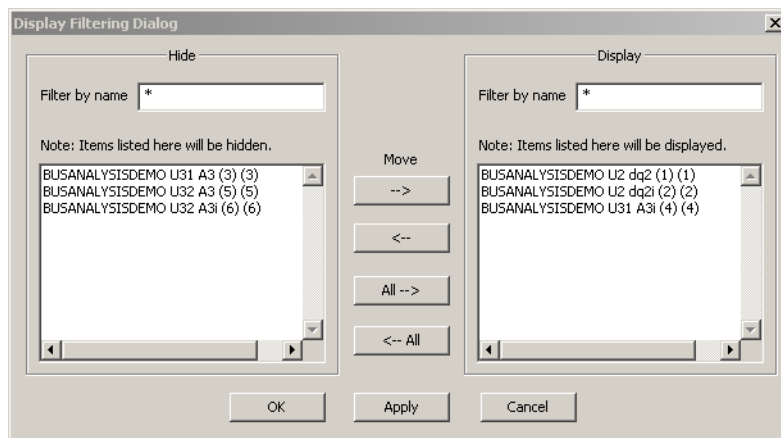 Display Filtering Dialog
Hide
Filter by name *
Note: Items listed here will be hidden.
BUSANALYSISDEMO U31 A3 (3) (3)
BUSANALYSISDEMO U32 A3 (5) (5)
BUSANALYSISDEMO U32 A3i (6) (6)
Move
-->
<--
All -->
<-- All
Display
Filter by name *
Note: Items listed here will be displayed.
BUSANALYSISDEMO U2 dq2 (1) (1)
BUSANALYSISDEMO U2 dq2i (2) (2)
BUSANALYSISDEMO U31 A3i (4) (4)
OK
Apply
Cancel